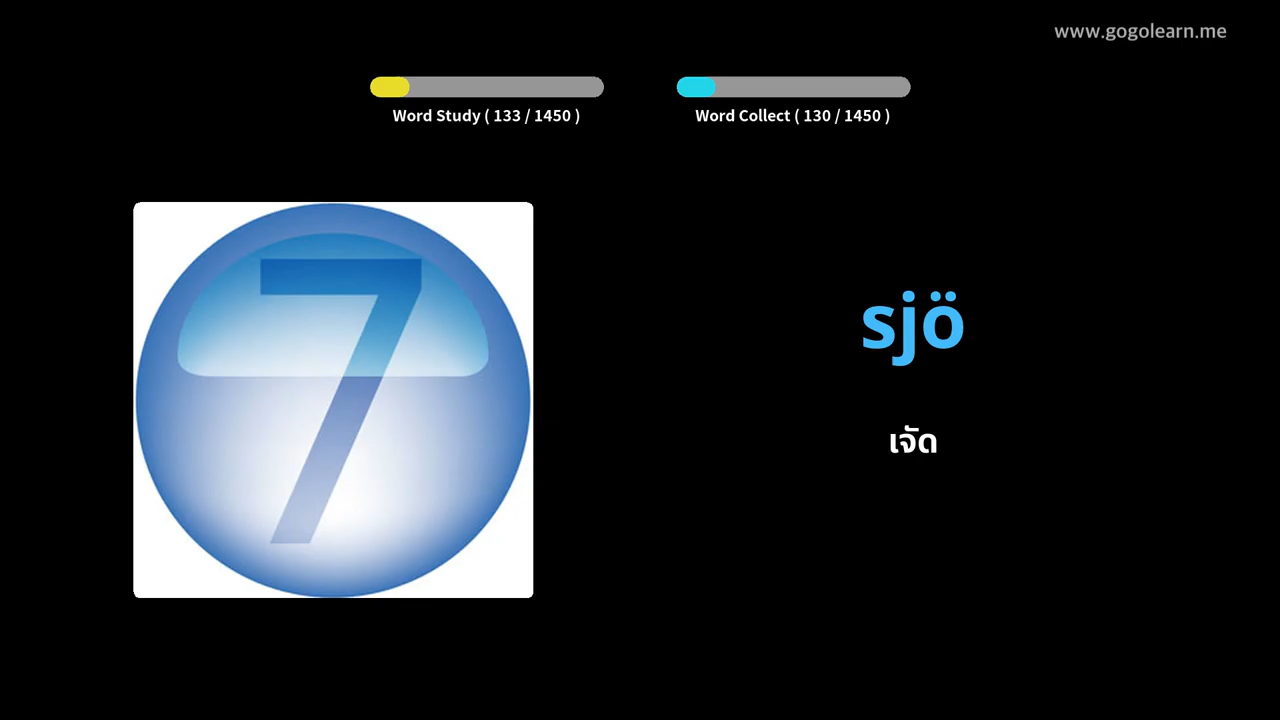 www.gogolearn.me
Word Study ( 133 / 1450 )
Word Collect ( 130 / 1450 )
7
sjö
เจ็ด